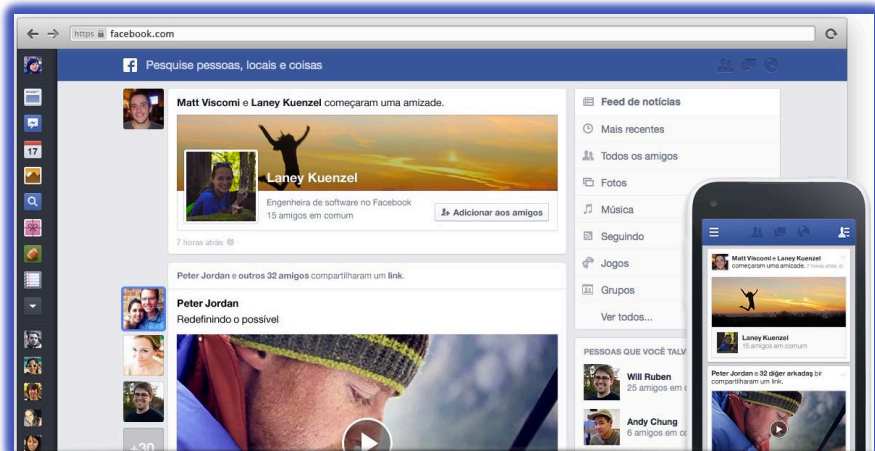 https facebook.com
f Pesquise pessoas, locais e coisas
17
Matt Viscomi e Laney Kuenzel começaram uma amizade.
Laney Kuenzel
Engenheira de software no Facebook
15 amigos em comum
Adicionar aos amigos
7 horas atrás
Peter Jordan e outros 32 amigos compartilharam um link.
Peter Jordan
Redefinindo o possível
+30
Feed de notícias
Mais recentes
Todos os amigos
Fotos
Música
Seguindo
Jogos
Grupos
Ver todos...
PESSOAS QUE VOCÊ TALV
Will Ruben
25 amigos em c
Andy Chung
6 amigos em co
Matt Viscomi e Laney Kuenzel
começaram uma amizade. 7 horas atrás
Laney Kuenzel
15 amigos em comum
Peter Jordan e 32 diğer arkadaş bir
compartilharam um link.